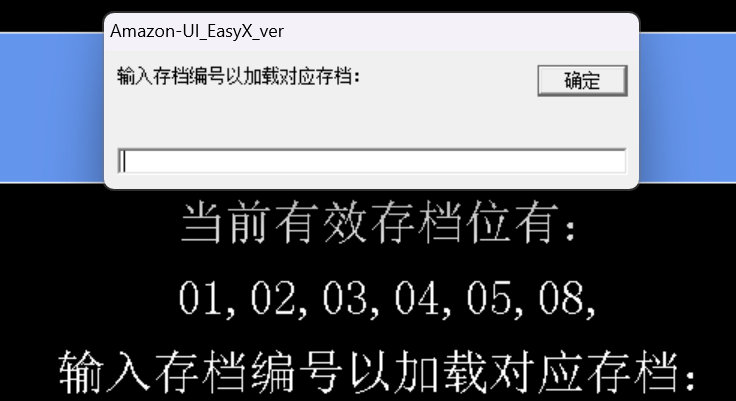 Amazon-UI_EasyX_ver
输入存档编号以加载对应存档:
确定
当前有效存档位有:
01, 02, 03, 04, 05, 08,
输入存档编号以加载对应存档: